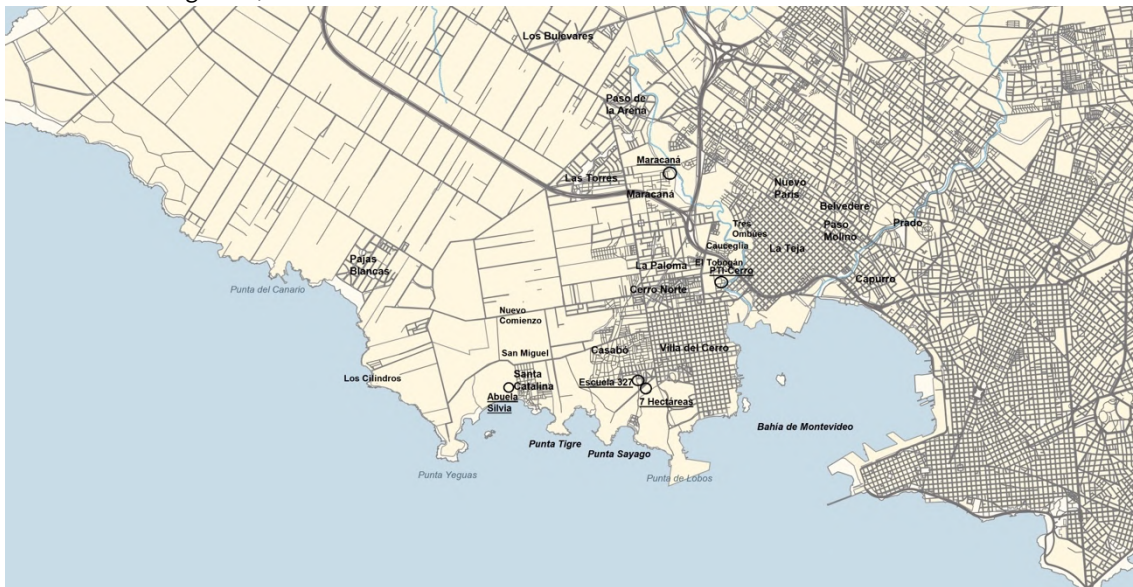 Los Bulevares
Paso de
la Arena
Maracaná
Las Torres
Maracaná
Nuevo
París
Belvedere
Paso
Molino
Prado
Tres
Ombúes
La Teja
Cauceglia
El Tobogán
PTI-Cerro
La Paloma
Capurro
Pajas
Blancas
Punta del Canario
Cerro Norte
Nuevo
Comienzo
San Miguel
Casabó
Villa del Cerro
Los Cilindros
Santa
Catalina
Abuela
Silvia
Escuela 327
7 Hectáreas
Bahía de Montevideo
Punta Tigre
Punta Sayago
Punta Yeguas
Punta de Lobos